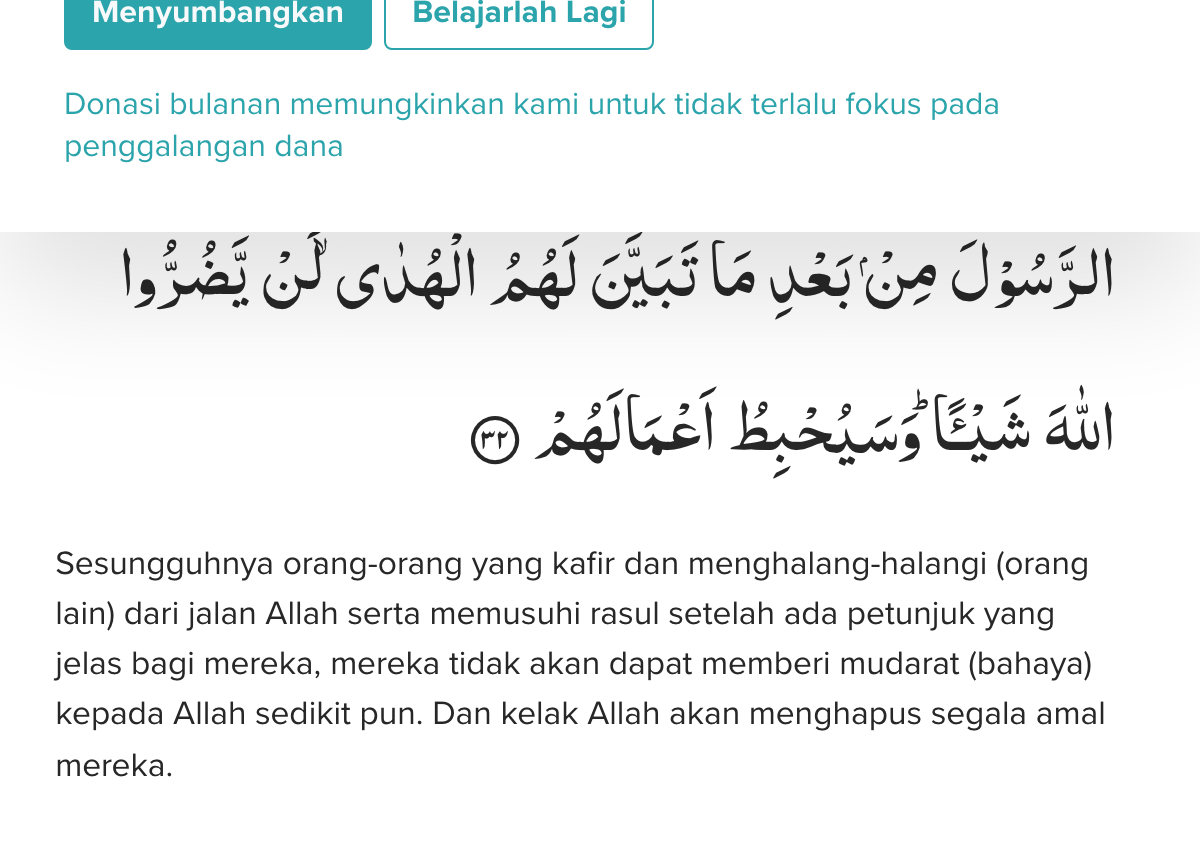 Menyumbangkan
Belajarlah Lagi
Donasi bulanan memungkinkan kami untuk tidak terlalu fokus pada
penggalangan dana
الرَّسُوْلَ مِنْۢ بَعْدِ مَا تَبَيَّنَ لَهُمُ الْهُدٰى لَنْ يَّضُرُّوا
اللّٰهَ شَيْـًٔاۗ وَسَيُحْبِطُ اَعْمَالَهُمْ ٣٢
Sesungguhnya orang-orang yang kafir dan menghalang-halangi (orang
lain) dari jalan Allah serta memusuhi rasul setelah ada petunjuk yang
jelas bagi mereka, mereka tidak akan dapat memberi mudarat (bahaya)
kepada Allah sedikit pun. Dan kelak Allah akan menghapus segala amal
mereka.